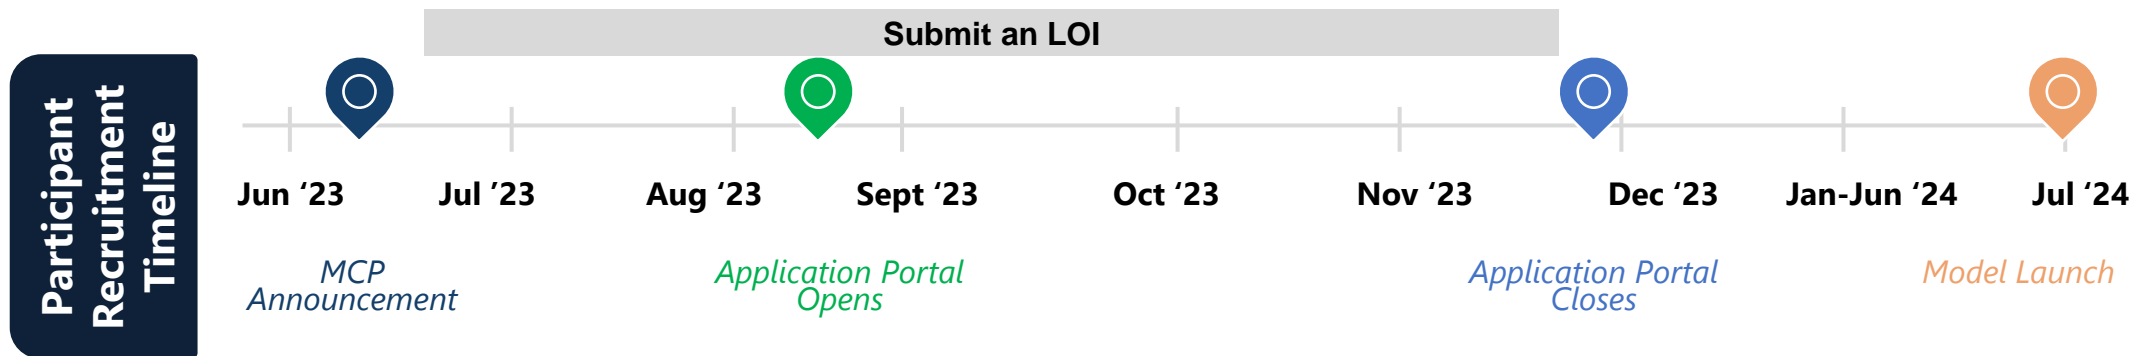 Participant
Recruitment
Timeline
Submit an LOI
Jun ‘23
Jul ’23
Aug ‘23
Sept ‘23
Oct ‘23
Nov ‘23
Dec ‘23
Jan-Jun ‘24
Jul ‘24
MCP
Announcement
Application Portal
Opens
Application Portal
Closes
Model Launch